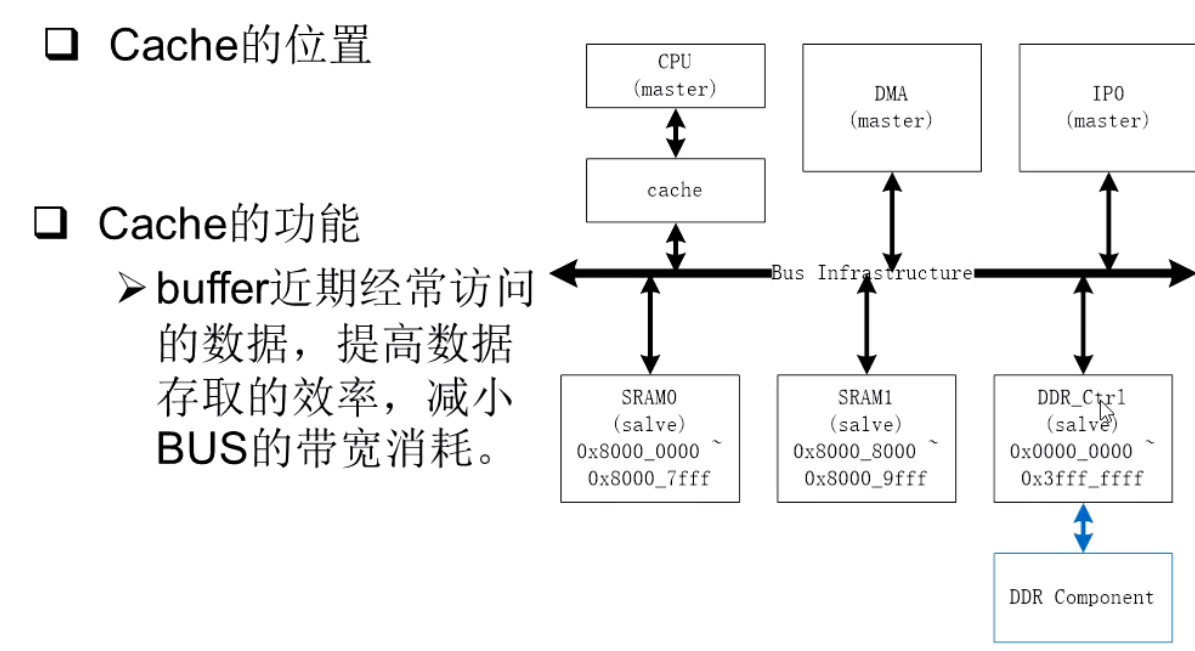 Cache的位置
Cache的功能
buffer近期经常访问
的数据，提高数据
存取的效率，减小
BUS的带宽消耗。
CPU
(master)
cache
DMA
(master)
IP0
(master)
Bus Infrastructure
SRAM0
(salve)
0x8000_0000 ~
0x8000_7fff
SRAM1
(salve)
0x8000_8000 ~
0x8000_9fff
DDR_Ctrl
(salve)
0x0000_0000 ~
0x3fff_ffff
DDR Component